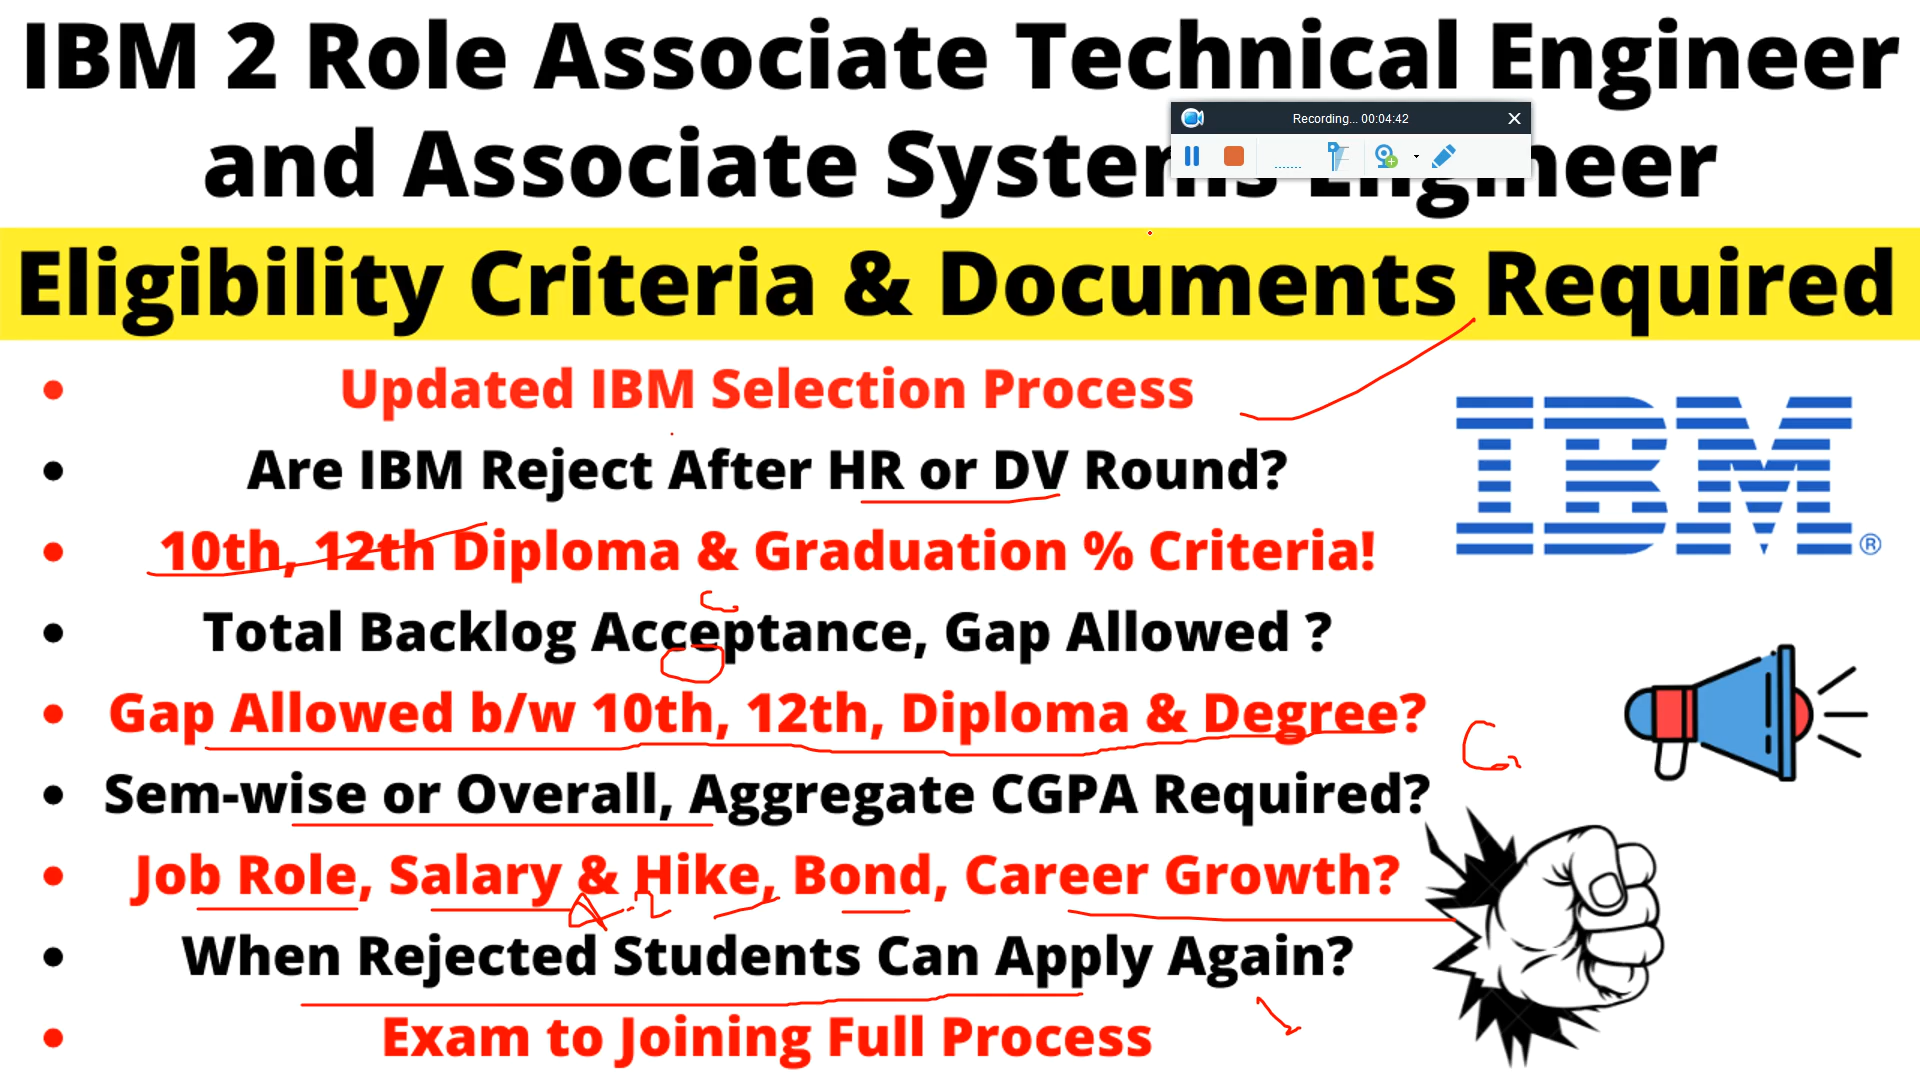 IBM 2 Role Associate Technical Engineer
Recording... 00:04:42
and Associate Systems Engineer
Eligibility Criteria & Documents Required
• Updated IBM Selection Process
• Are IBM Reject After HR or DV Round?
• 10th, 12th Diploma & Graduation % Criteria!
• Total Backlog Acceptance, Gap Allowed ?
• Gap Allowed b/w 10th, 12th, Diploma & Degree?
• Sem-wise or Overall, Aggregate CGPA Required?
• Job Role, Salary & Hike, Bond, Career Growth?
• When Rejected Students Can Apply Again?
• Exam to Joining Full Process
IBM®